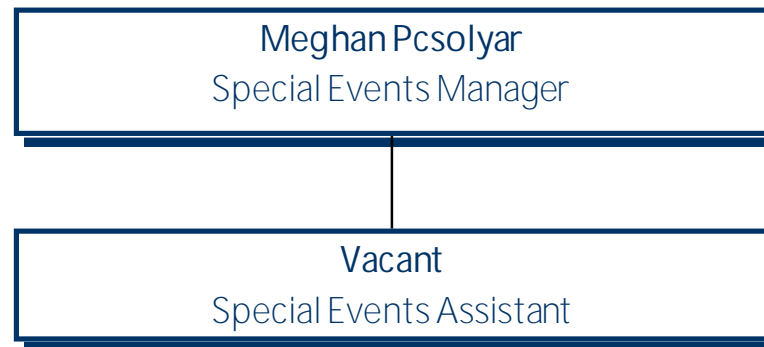 Meghan Pcsolyar
Special Events Manager
Vacant
Special Events Assistant